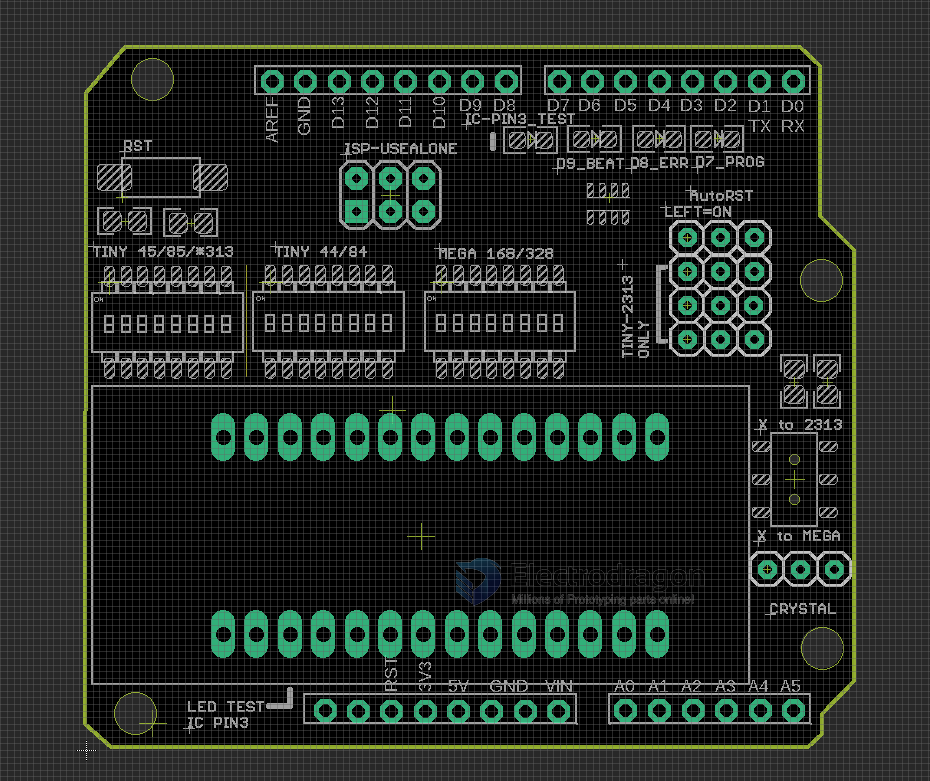 AREF GND D13 D12 D11 D10 D9 D8
D7 D6 D5 D4 D3 D2 D1 D0
TX RX
IC-PIN3_TEST
RST
ISP-USEALONE
D9_BEAT D8_ERR D7_PROG
AutoRST
LEFT=ON
TINY 45/85/*313
TINY 44/84
MEGA 168/328
TINY-2313
ONLY
X to 2313
X to MEGA
Electrodragon
Millions of Prototyping parts online!
CRYSTAL
RST 3V3 5V GND VIN
A0 A1 A2 A3 A4 A5
LED TEST
IC PIN3